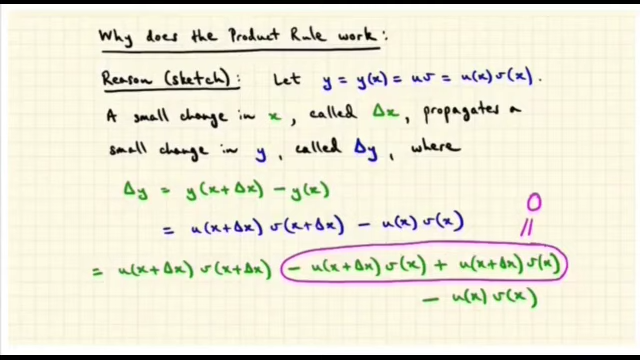 Why does the Product Rule work:
Reason (sketch): Let y = y(x) = uv = u(x) v(x).
A small change in x, called Δx, propagates a
small change in y, called Δy, where
Δy = y(x+Δx) - y(x)
= u(x+Δx) v(x+Δx) - u(x) v(x)
0
=
= u(x+Δx) v(x+Δx) - u(x+Δx) v(x) + u(x+Δx) v(x)
- u(x) v(x)